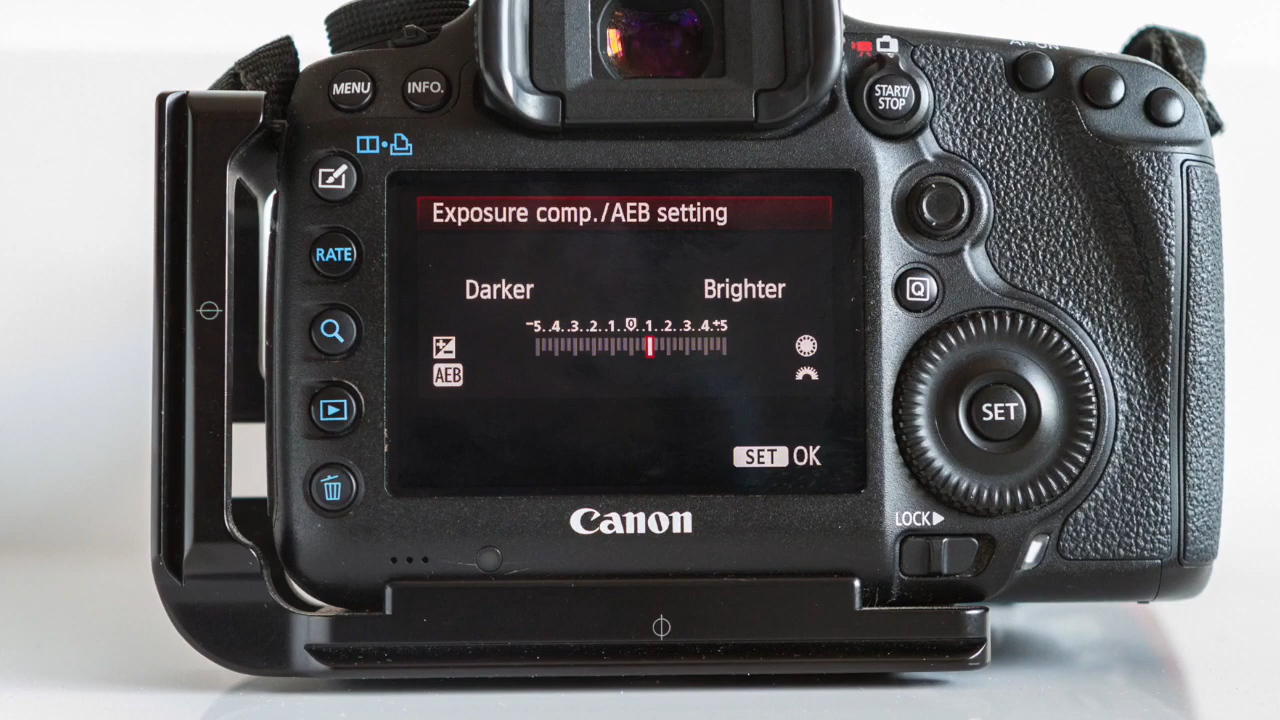 MENU
INFO.
START/
STOP
RATE
Q
Exposure comp./AEB setting
Darker
Brighter
-5..4..3..2..1..0..1..2..3..4.+5
AEB
SET OK
SET
Canon
LOCK▶